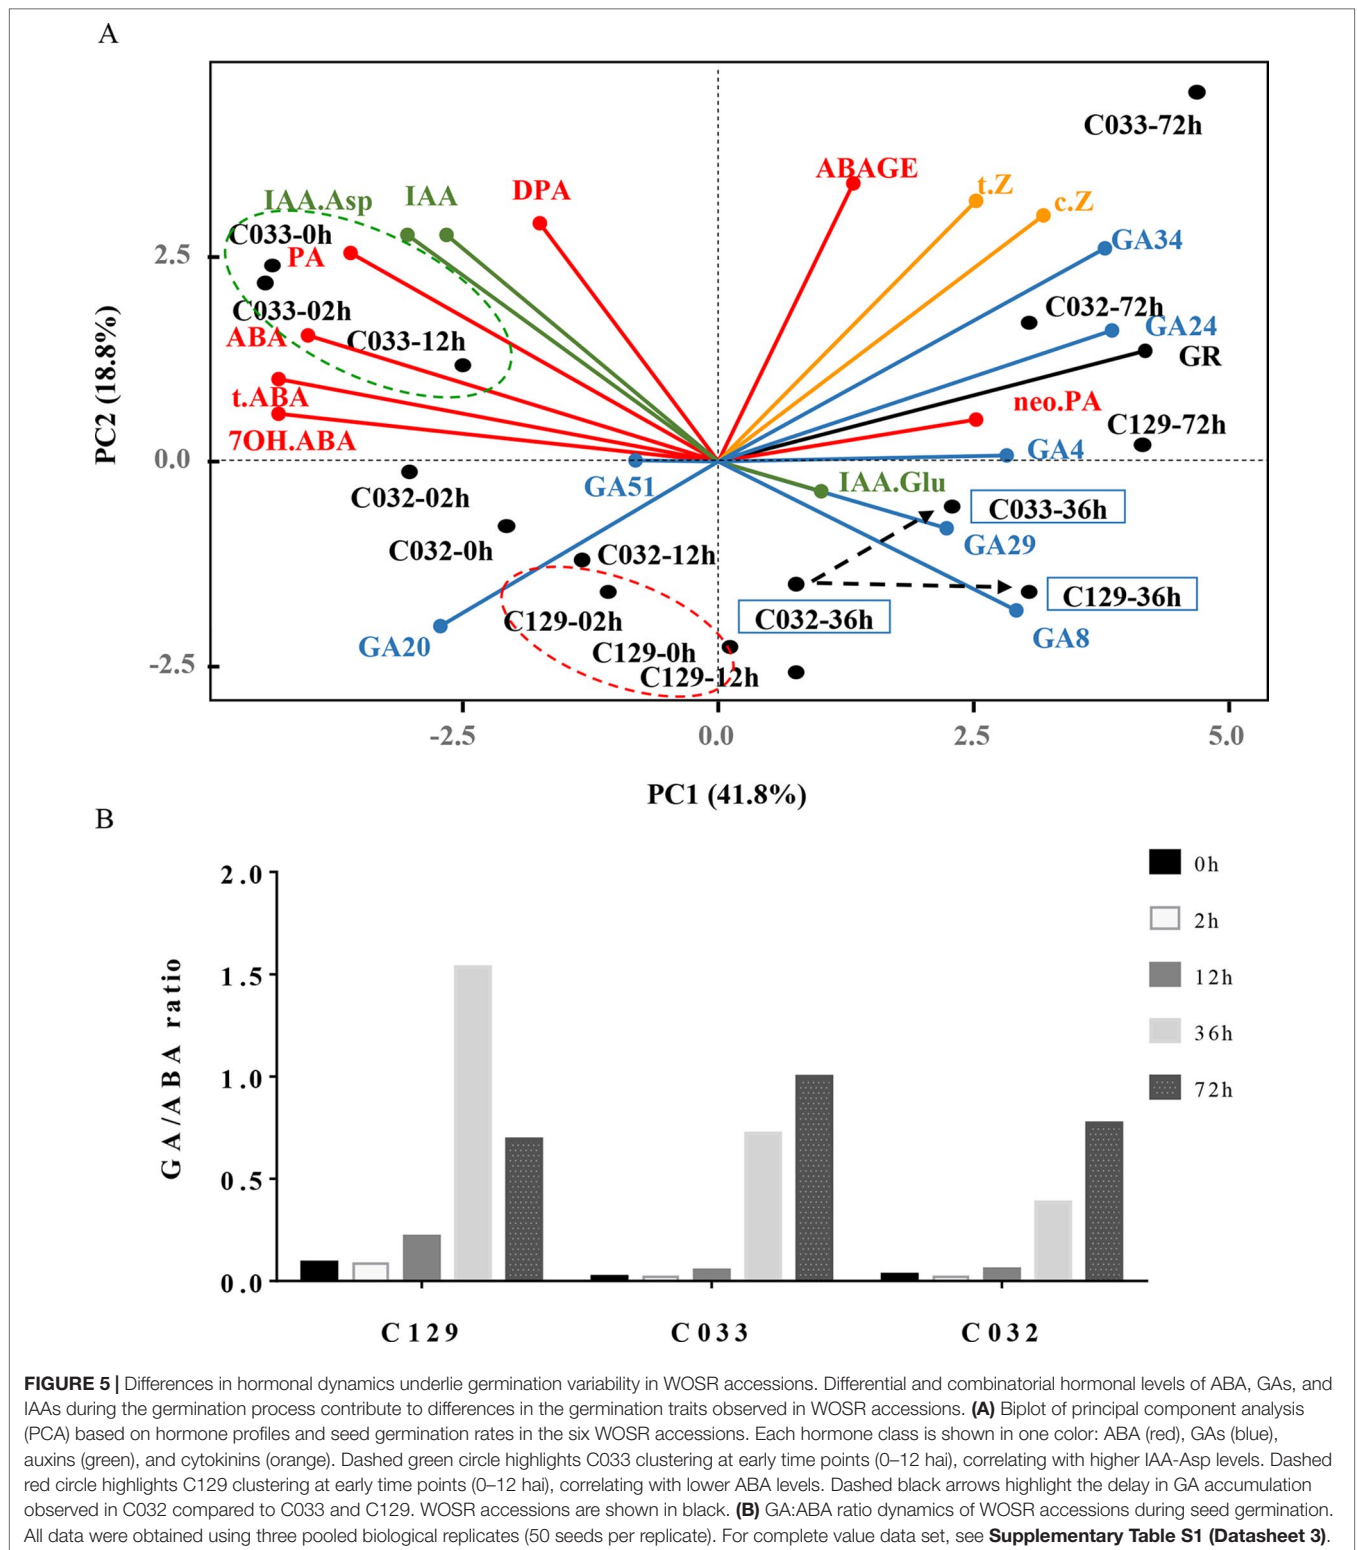 A
C033-72h
ABAGE
t.Z
DPA
IAA
IAA.Asp
c.Z
C033-0h
GA34
2.5
PA
C033-02h
C032-72h
GA24
ABA
C033-12h
GR
t.ABA
neo.PA
7OH.ABA
C129-72h
PC2 (18.8%)
0.0
GA4
GA51
IAA.Glu
C032-02h
C033-36h
C032-0h
C032-12h
GA29
C129-36h
C129-02h
C032-36h
GA20
C129-0h
GA8
-2.5
C129-12h
-2.5
0.0
2.5
5.0
PC1 (41.8%)
B
2.0
1.5
1.0
0.5
0.0
GA/ABA ratio
0h
2h
12h
36h
72h
C129
C033
C032
FIGURE 5 | Differences in hormonal dynamics underlie germination variability in WOSR accessions. Differential and combinatorial hormonal levels of ABA, GAs, and
IAAs during the germination process contribute to differences in the germination traits observed in WOSR accessions. (A) Biplot of principal component analysis
(PCA) based on hormone profiles and seed germination rates in the six WOSR accessions. Each hormone class is shown in one color: ABA (red), GAs (blue),
auxins (green), and cytokinins (orange). Dashed green circle highlights C033 clustering at early time points (0–12 hai), correlating with higher IAA-Asp levels. Dashed
red circle highlights C129 clustering at early time points (0–12 hai), correlating with lower ABA levels. Dashed black arrows highlight the delay in GA accumulation
observed in C032 compared to C033 and C129. WOSR accessions are shown in black. (B) GA:ABA ratio dynamics of WOSR accessions during seed germination.
All data were obtained using three pooled biological replicates (50 seeds per replicate). For complete value data set, see Supplementary Table S1 (Datasheet 3).